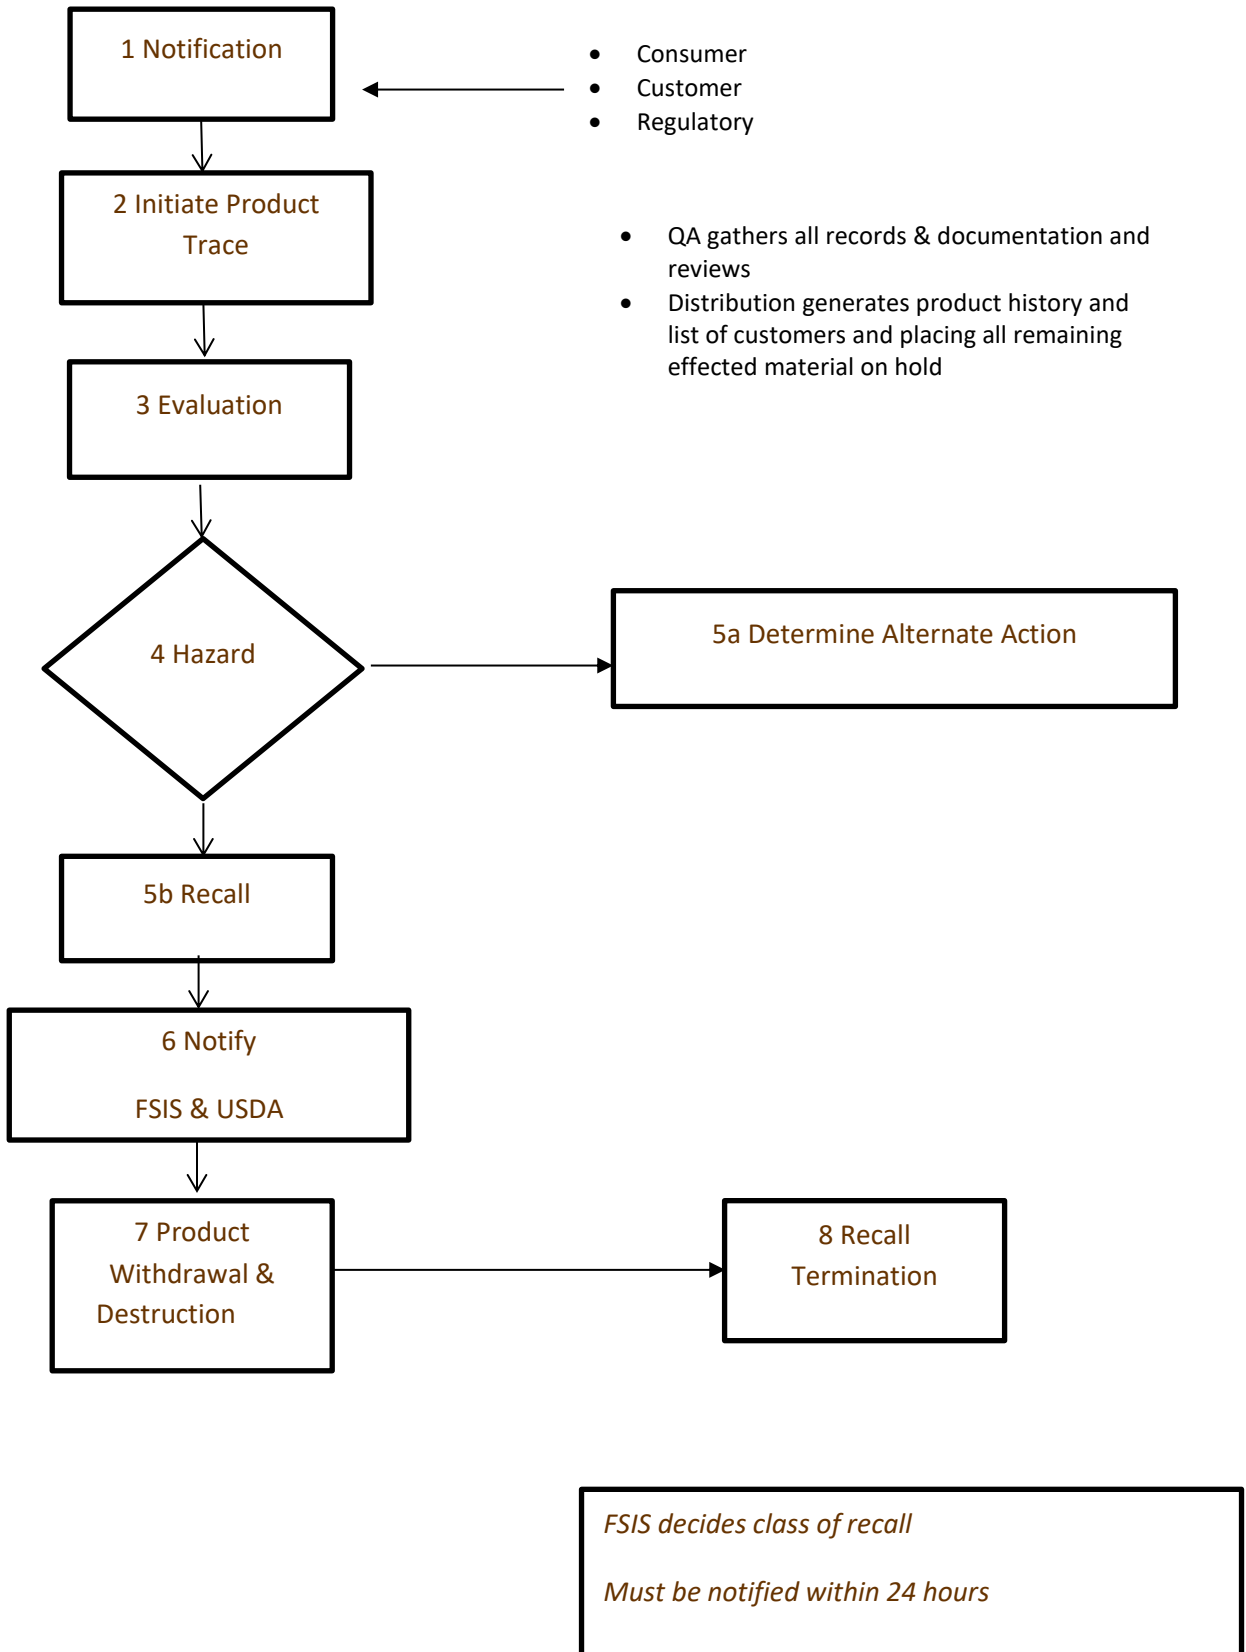 1 Notification
• Consumer
• Customer
• Regulatory
2 Initiate Product
Trace
• QA gathers all records & documentation and
reviews
• Distribution generates product history and
list of customers and placing all remaining
effected material on hold
3 Evaluation
4 Hazard
5a Determine Alternate Action
5b Recall
6 Notify
FSIS & USDA
7 Product
Withdrawal &
Destruction
8 Recall
Termination
FSIS decides class of recall
Must be notified within 24 hours